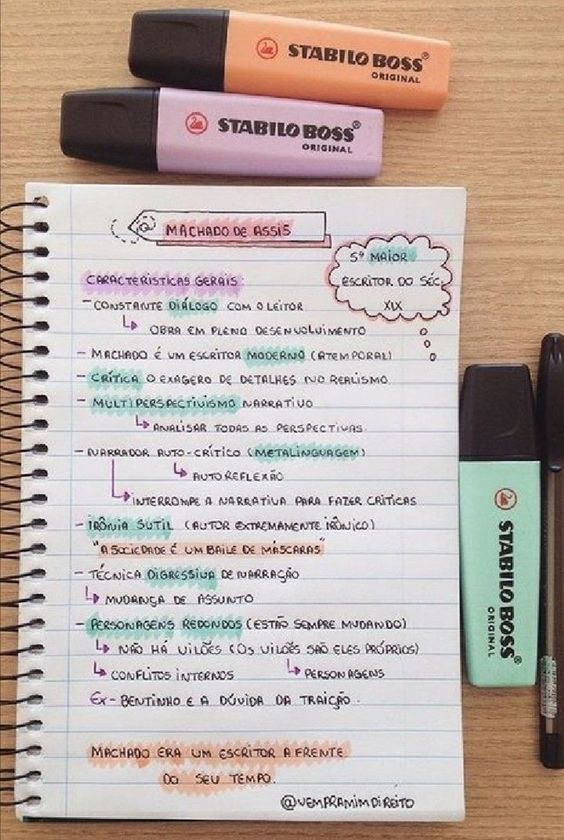 STABILO BOSS®
ORIGINAL
STABILO BOSS®
ORIGINAL
MACHADO DE ASSIS
5º MAIOR
ESCRITOR DO SÉC.
XIX
CARACTERÍSTICAS GERAIS
- CONSTANTE DIÁLOGO COM O LEITOR
↳ OBRA EM PLENO DESENVOLVIMENTO
- MACHADO É UM ESCRITOR MODERNO (ATEMPORAL)
- CRÍTICA O EXAGERO DE DETALHES NO REALISMO
- MULTIPERSPECTIVISMO NARRATIVO
↳ ANALISAR TODAS AS PERSPECTIVAS.
- NARRADOR AUTO-CRÍTICO (METALINGUAGEM)
↳ AUTOREFLEXÃO
↳ INTERROMPE A NARRATIVA PARA FAZER CRÍTICAS
- IRÔNIA SUTIL (AUTOR EXTREMAMENTE IRÔNICO)
"A SOCIEDADE É UM BAILE DE MÁSCARAS"
- TÉCNICA DIGRESSIVA DE NARRAÇÃO
↳ MUDANÇA DE ASSUNTO
- PERSONAGENS REDONDOS (ESTÃO SEMPRE MUDANDO)
↳ NÃO HÁ VILÕES (OS VILÕES SÃO ELES PRÓPRIOS)
↳ CONFLITOS INTERNOS ↳ PERSONAGENS
EX- BENTINHO E A DÚVIDA DA TRAIÇÃO.
MACHADO ERA UM ESCRITOR A FRENTE
DO SEU TEMPO.
@VEMPRAMIMDIREITO
STABILO BOSS®
ORIGINAL